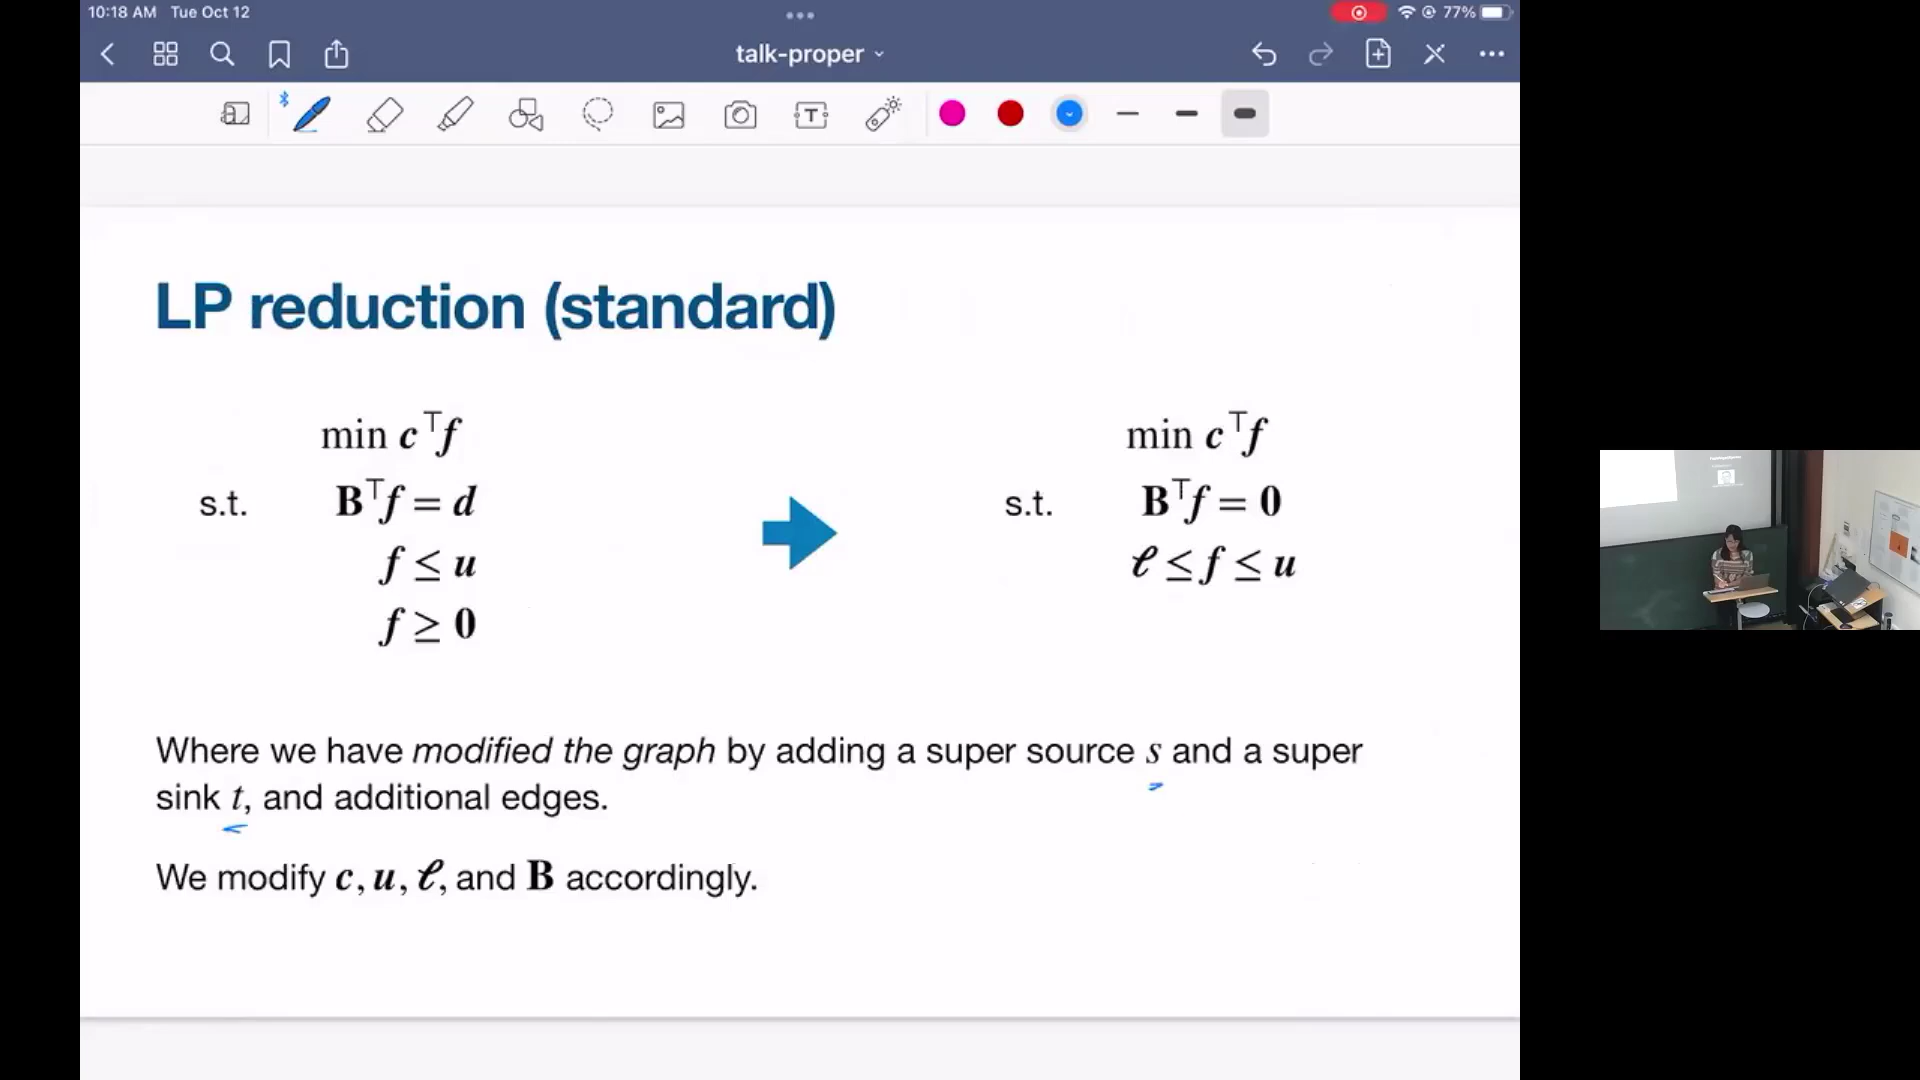 10:18 AM Tue Oct 12
77%
talk-proper
LP reduction (standard)
min c⊤f
s.t. B⊤f = d
f ≤ u
f ≥ 0
min c⊤f
s.t. B⊤f = 0
ℓ ≤ f ≤ u
Where we have modified the graph by adding a super source s and a super
sink t, and additional edges.
We modify c, u, ℓ, and B accordingly.